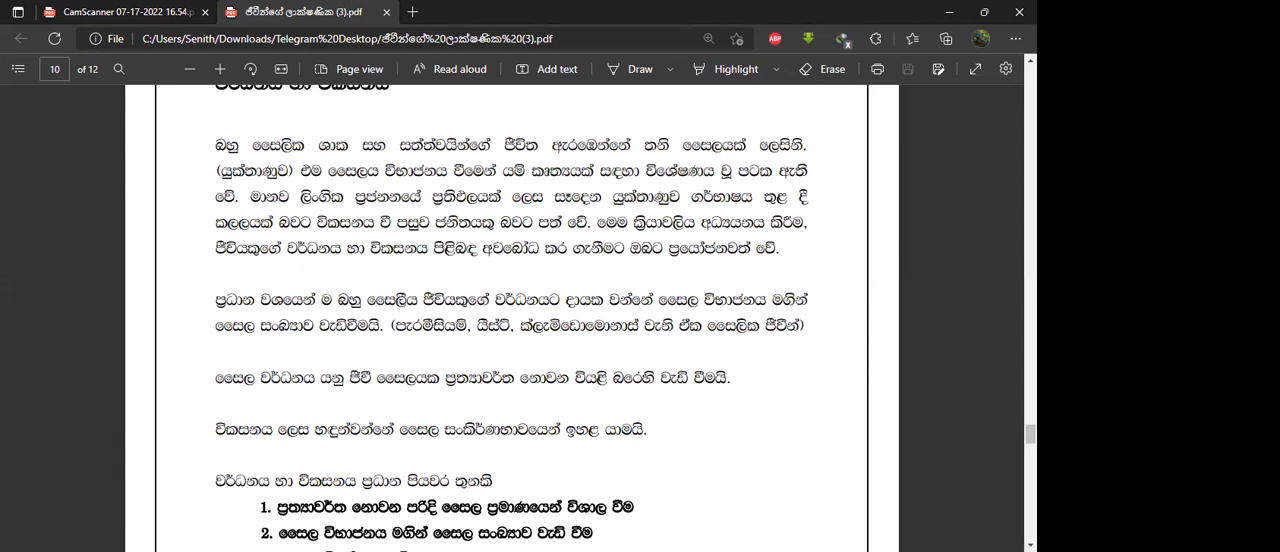 CamScanner 07-17-2022 16.54.p
ජීවීන්ගේ ලාක්ෂණික (3).pdf
File
C:/Users/Senith/Downloads/Telegram%20Desktop/ජීවීන්ගේ%20ලාක්ෂණික%20(3).pdf
10 of 12
Page view
Read aloud
Add text
Draw
Highlight
Erase
වර්ධනය හා විකසනය
බහු සෛලික ශාක සහ සත්ත්වයින්ගේ ජීවිත ඇරඹෙන්නේ තනි සෛලයක් ලෙසිනි.
(යුක්තාණුව) එම සෛලය විභාජනය වීමෙන් යම් කෘත්‍යයක් සඳහා විශේෂණය වූ පටක ඇති
වේ. මානව ලිංගික ප්‍රජනනයේ ප්‍රතිඵලයක් ලෙස සෑදෙන යුක්තාණුව ගර්භාෂය තුළ දී
කලලයක් බවට විකසනය වී පසුව ජනිතයකු බවට පත් වේ. මෙම ක්‍රියාවලිය අධ්‍යයනය කිරීම,
ජීවියකුගේ වර්ධනය හා විකසනය පිළිබඳ අවබෝධ කර ගැනීමට ඔබට ප්‍රයෝජනවත් වේ.
ප්‍රධාන වශයෙන් ම බහු සෛලීය ජීවියකුගේ වර්ධනයට දායක වන්නේ සෛල විභාජනය මගින්
සෛල සංඛ්‍යාව වැඩිවීමයි. (පැරමීසියම්, යීස්ට්, ක්ලැමිඩොමොනාස් වැනි ඒක සෛලික ජීවීන්)
සෛල වර්ධනය යනු ජීවී සෛලයක ප්‍රත්‍යාවර්ත නොවන වියළි බරෙහි වැඩි වීමයි.
විකසනය ලෙස හඳුන්වන්නේ සෛල සංකීර්ණභාවයෙන් ඉහළ යාමයි.
වර්ධනය හා විකසනය ප්‍රධාන පියවර තුනකි
1. ප්‍රත්‍යාවර්ත නොවන පරිදි සෛල ප්‍රමාණයෙන් විශාල වීම
2. සෛල විභාජනය මගින් සෛල සංඛ්‍යාව වැඩි වීම